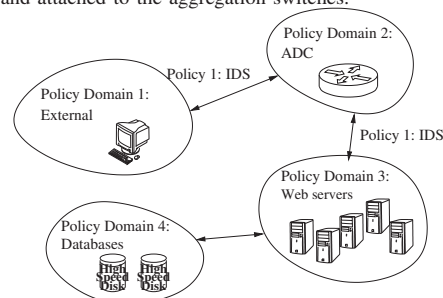 and attached to the aggregation switches.
Policy Domain 2:
ADC
Policy 1: IDS
Policy Domain 1:
External
Policy 1: IDS
Policy Domain 3:
Web servers
Policy Domain 4:
Databases
High
Speed
Disk
High
Speed
Disk